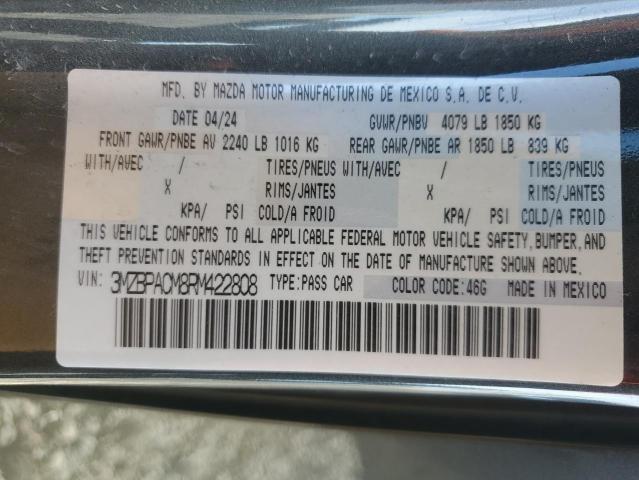 MFD. BY MAZDA MOTOR MANUFACTURING DE MEXICO S.A. DE C.V.
DATE 04/24 GVWR/PNBV 4079 LB 1850 KG
FRONT GAWR/PNBE AV 2240 LB 1016 KG REAR GAWR/PNBE AR 1850 LB 839 KG
WITH/AVEC / TIRES/PNEUS WITH/AVEC / TIRES/PNEUS
X RIMS/JANTES X RIMS/JANTES
KPA/ PSI COLD/A FROID KPA/ PSI COLD/A FROID
THIS VEHICLE CONFORMS TO ALL APPLICABLE FEDERAL MOTOR VEHICLE SAFETY, BUMPER, AND
THEFT PREVENTION STANDARDS IN EFFECT ON THE DATE OF MANUFACTURE SHOWN ABOVE.
VIN: 3MZBPACM8RM422808 TYPE:PASS CAR COLOR CODE:46G MADE IN MEXICO